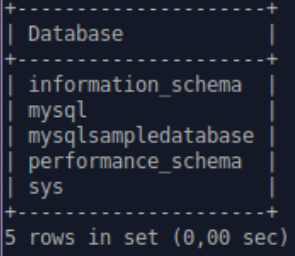 +----------------------+
| Database             |
+----------------------+
| information_schema   |
| mysql                |
| mysqlsampledatabase  |
| performance_schema   |
| sys                  |
+----------------------+
5 rows in set (0,00 sec)